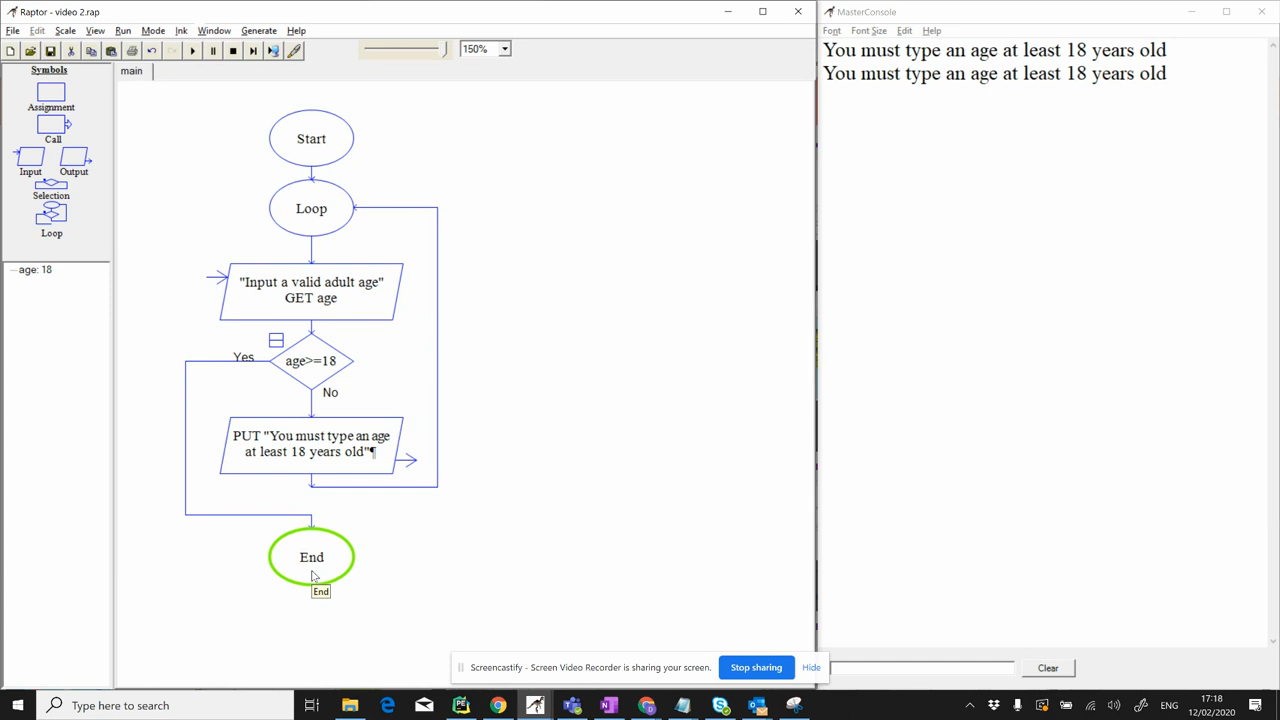 Raptor - video 2.rap
File Edit Scale View Run Mode Ink Window Generate Help
150%
Symbols
Assignment
Call
Input Output
Selection
Loop
age: 18
main
Start
Loop
"Input a valid adult age"
GET age
age>=18
Yes
No
PUT "You must type an age
at least 18 years old"¶
End
End
MasterConsole
Font Font Size Edit Help
You must type an age at least 18 years old
You must type an age at least 18 years old
Clear
Screencastify - Screen Video Recorder is sharing your screen.
Stop sharing
Hide
Type here to search
ENG
17:18
12/02/2020